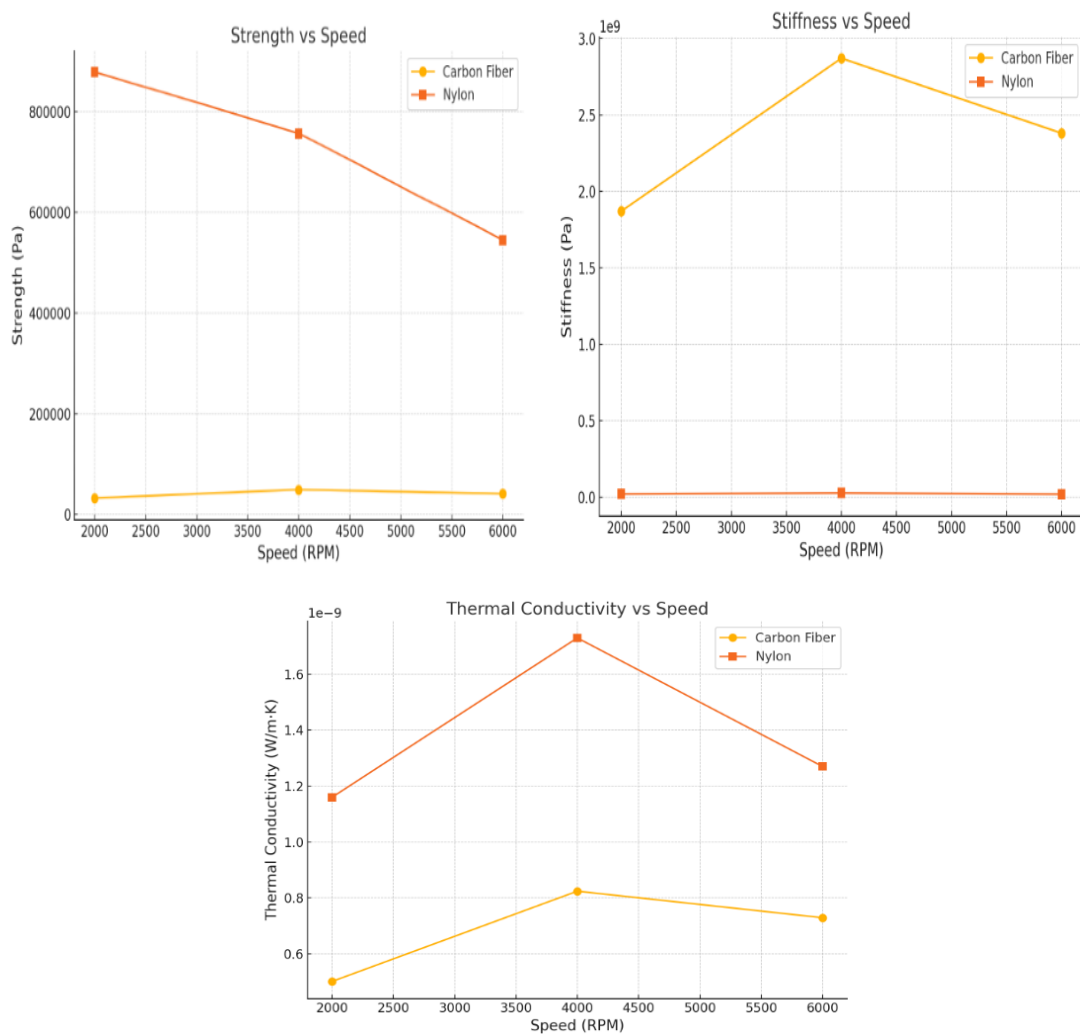 Strength vs Speed
Carbon Fiber
Nylon
800000
600000
400000
200000
0
Strength (Pa)
2000 2500 3000 3500 4000 4500 5000 5500 6000
Speed (RPM)
Stiffness vs Speed
1e9
Carbon Fiber
Nylon
3.0
2.5
2.0
1.5
1.0
0.5
0.0
Stiffness (Pa)
2000 2500 3000 3500 4000 4500 5000 5500 6000
Speed (RPM)
Thermal Conductivity vs Speed
1e−9
Carbon Fiber
Nylon
1.6
1.4
1.2
1.0
0.8
0.6
Thermal Conductivity (W/m·K)
2000 2500 3000 3500 4000 4500 5000 5500 6000
Speed (RPM)